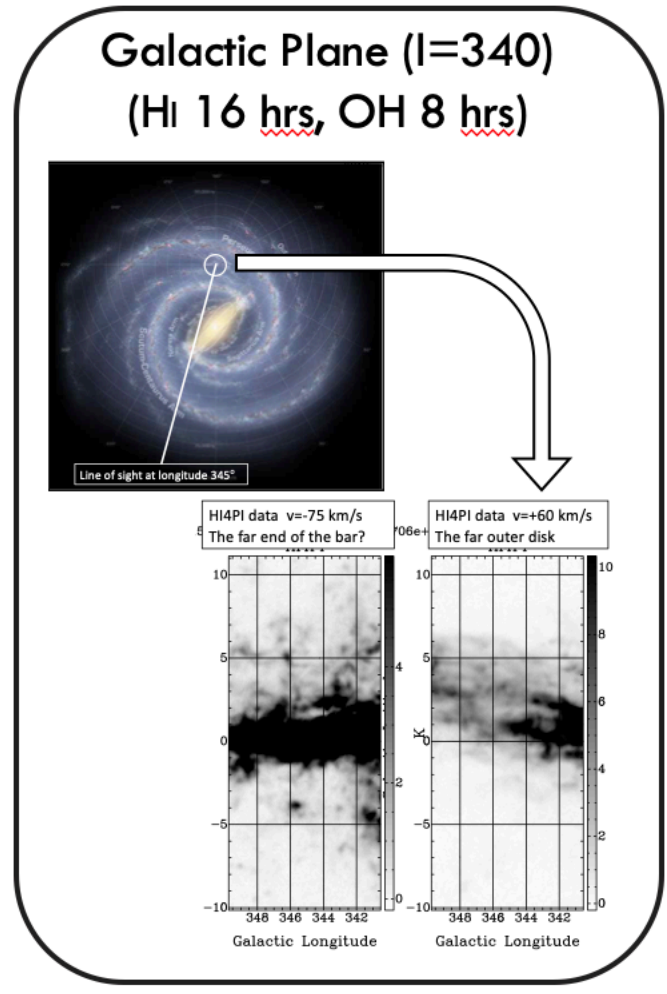 Galactic Plane (l=340)
(HI 16 hrs, OH 8 hrs)
Line of sight at longitude 345°
HI4PI data v=-75 km/s
The far end of the bar?
HI4PI data v=+60 km/s
The far outer disk
5
706e+
10
5
0
-5
-10
4
2
0
348 346 344 342
Galactic Longitude
K
10
5
0
-5
-10
10
8
6
4
2
0
348 346 344 342
Galactic Longitude